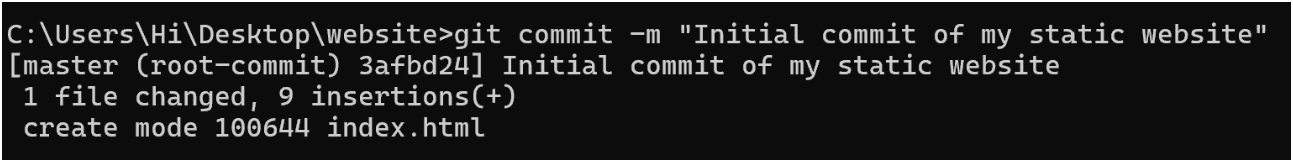 C:\Users\Hi\Desktop\website>git commit -m "Initial commit of my static website"
[master (root-commit) 3afbd24] Initial commit of my static website
 1 file changed, 9 insertions(+)
 create mode 100644 index.html